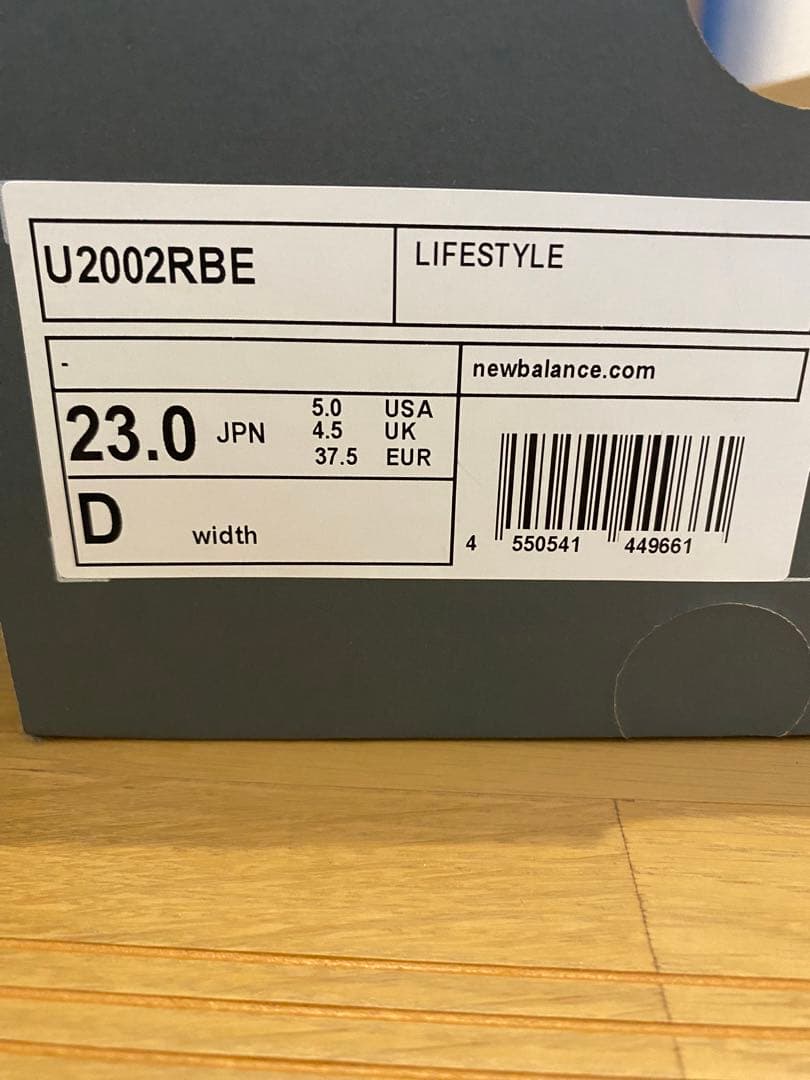 U2002RBE
LIFESTYLE
-
newbalance.com
23.0 JPN
5.0 USA
4.5 UK
37.5 EUR
D width
4 550541 449661